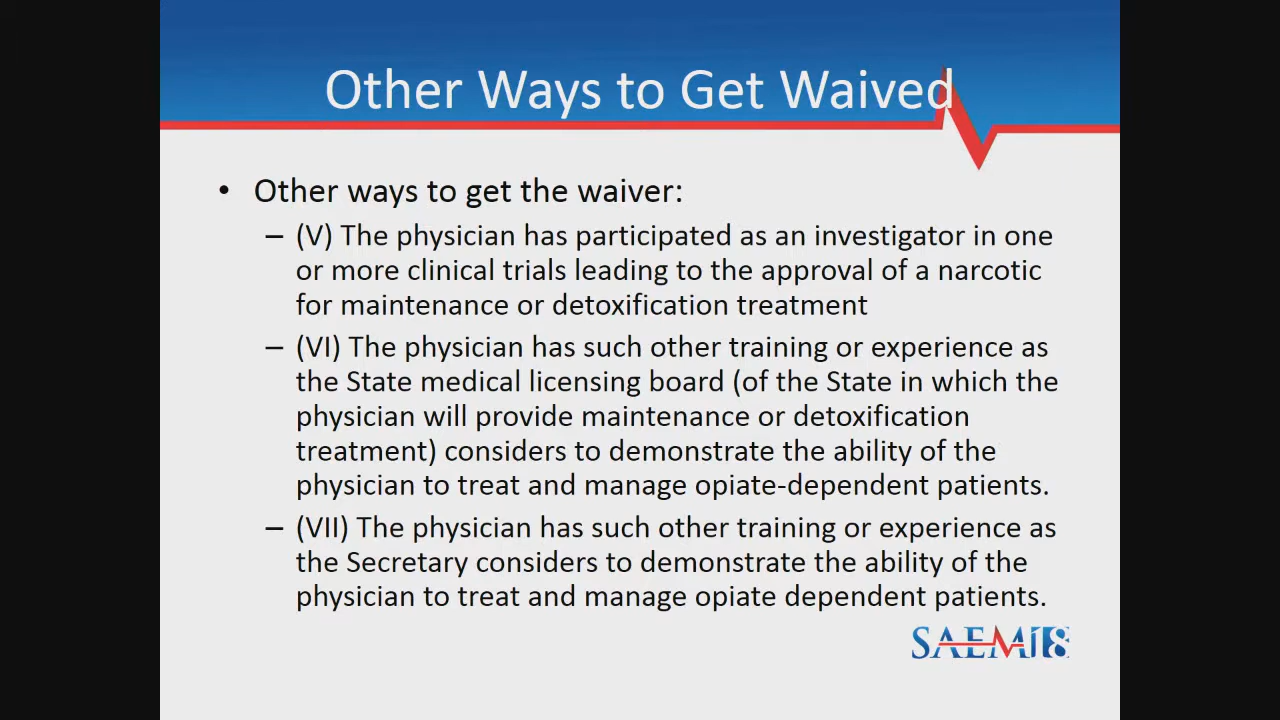 Other Ways to Get Waived
• Other ways to get the waiver:
– (V) The physician has participated as an investigator in one
or more clinical trials leading to the approval of a narcotic
for maintenance or detoxification treatment
– (VI) The physician has such other training or experience as
the State medical licensing board (of the State in which the
physician will provide maintenance or detoxification
treatment) considers to demonstrate the ability of the
physician to treat and manage opiate-dependent patients.
– (VII) The physician has such other training or experience as
the Secretary considers to demonstrate the ability of the
physician to treat and manage opiate dependent patients.
SAEM18